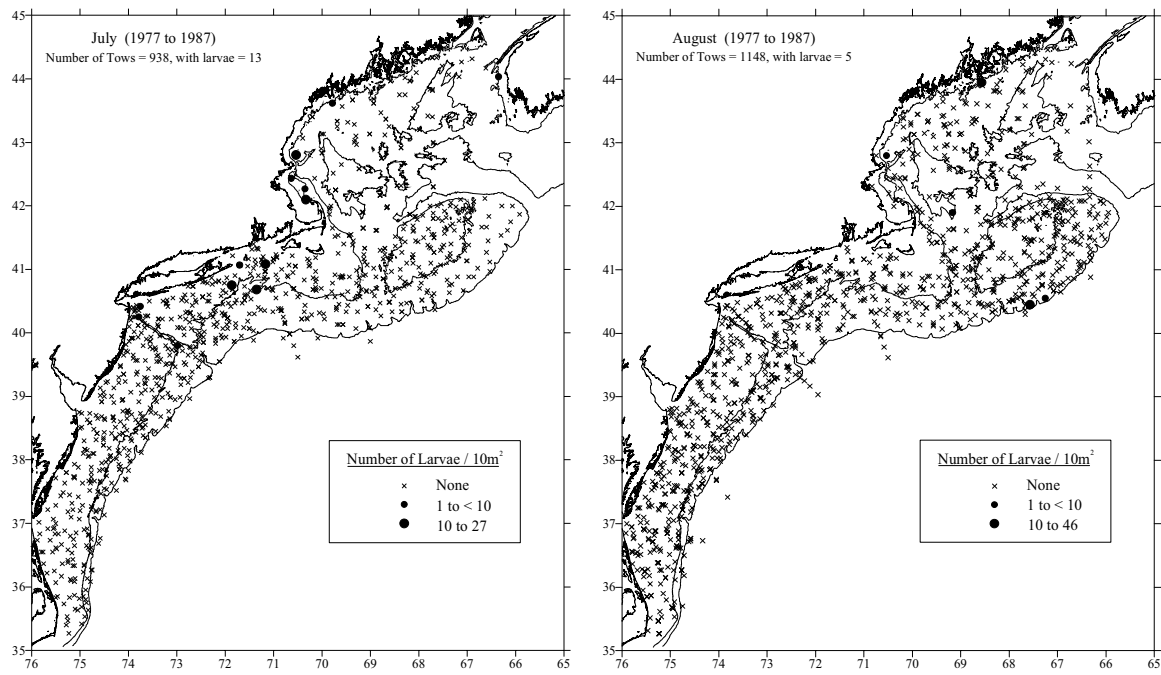 July (1977 to 1987)
Number of Tows = 938, with larvae = 13
45
44
43
42
41
40
39
38
37
36
35
76 75 74 73 72 71 70 69 68 67 66 65
Number of Larvae / 10m²
None
1 to < 10
10 to 27
August (1977 to 1987)
Number of Tows = 1148, with larvae = 5
45
44
43
42
41
40
39
38
37
36
35
76 75 74 73 72 71 70 69 68 67 66 65
Number of Larvae / 10m²
None
1 to < 10
10 to 46